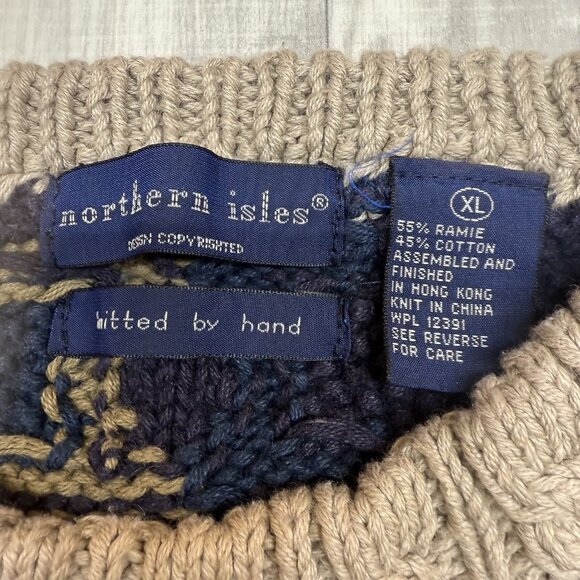 northern isles®
DESIGN COPYRIGHTED
knitted by hand
XL
55% RAMIE
45% COTTON
ASSEMBLED AND
FINISHED
IN HONG KONG
KNIT IN CHINA
WPL 12391
SEE REVERSE
FOR CARE